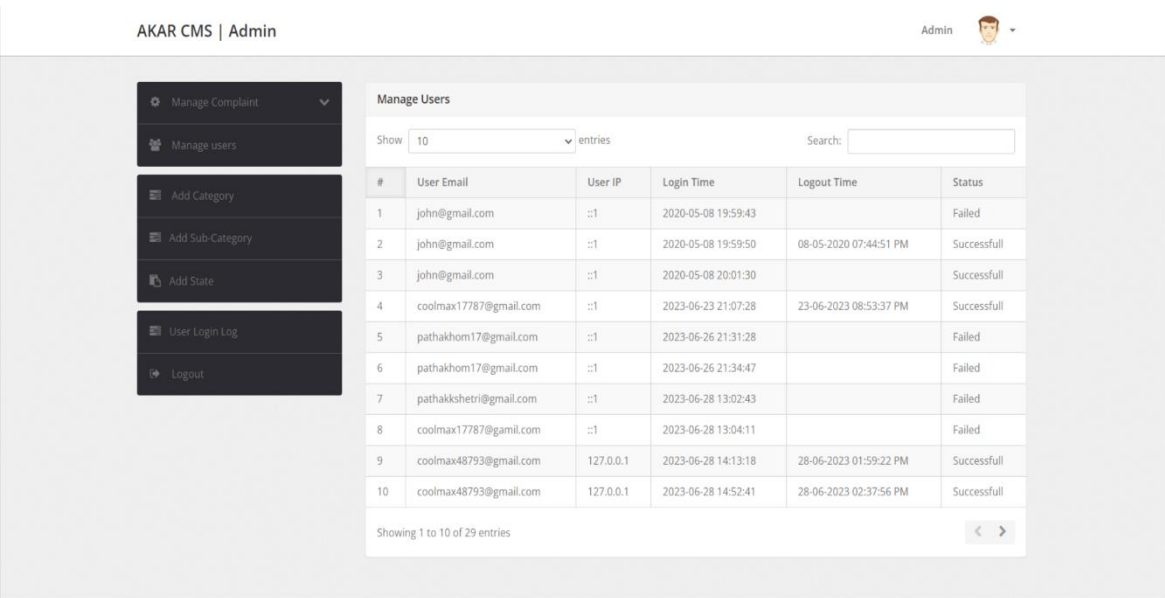 AKAR CMS | Admin
Admin
Manage Complaint
Manage users
Add Category
Add Sub-Category
Add State
User Login Log
Logout
Manage Users
Show 10 entries Search:
# User Email User IP Login Time Logout Time Status
1 john@gmail.com ::1 2020-05-08 19:59:43 Failed
2 john@gmail.com ::1 2020-05-08 19:59:50 08-05-2020 07:44:51 PM Successfull
3 john@gmail.com ::1 2020-05-08 20:01:30 Successfull
4 coolmax17787@gmail.com ::1 2023-06-23 21:07:28 23-06-2023 08:53:37 PM Successfull
5 pathakhom17@gmail.com ::1 2023-06-26 21:31:28 Failed
6 pathakhom17@gmail.com ::1 2023-06-26 21:34:47 Failed
7 pathakkshetri@gmail.com ::1 2023-06-28 13:02:43 Failed
8 coolmax17787@gamil.com ::1 2023-06-28 13:04:11 Failed
9 coolmax48793@gmail.com 127.0.0.1 2023-06-28 14:13:18 28-06-2023 01:59:22 PM Successfull
10 coolmax48793@gmail.com 127.0.0.1 2023-06-28 14:52:41 28-06-2023 02:37:56 PM Successfull
Showing 1 to 10 of 29 entries